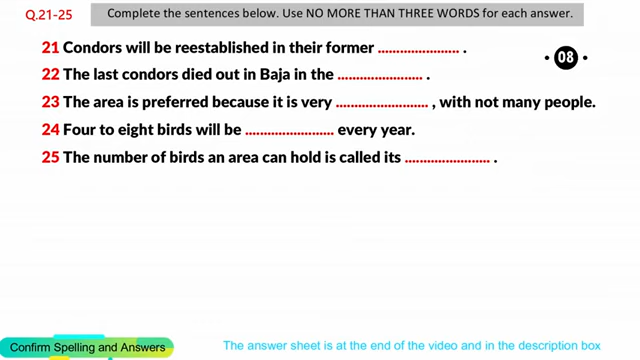 Q.21-25
Complete the sentences below. Use NO MORE THAN THREE WORDS for each answer.
21 Condors will be reestablished in their former ...................... .
08
22 The last condors died out in Baja in the ....................... .
23 The area is preferred because it is very ........................ , with not many people.
24 Four to eight birds will be ....................... every year.
25 The number of birds an area can hold is called its ...................... .
Confirm Spelling and Answers
The answer sheet is at the end of the video and in the description box